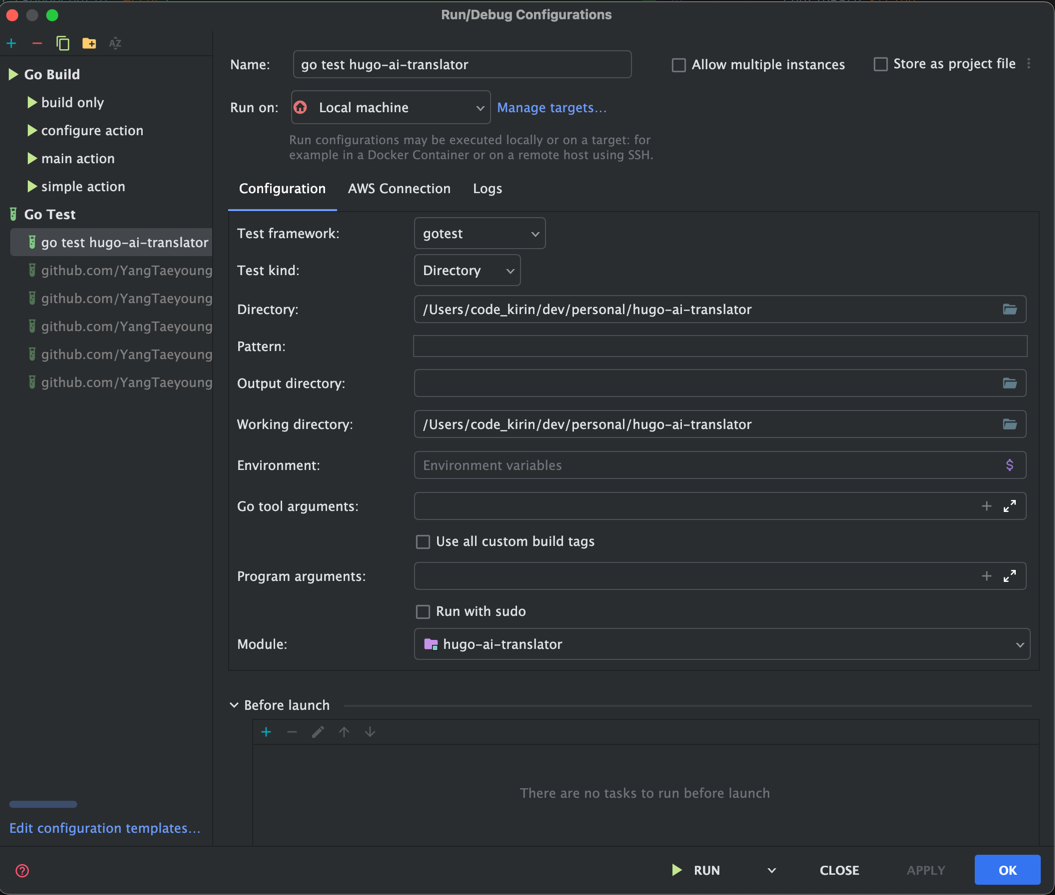 Run/Debug Configurations
Go Build
build only
configure action
main action
simple action
Go Test
go test hugo-ai-translator
github.com/YangTaeyoung
github.com/YangTaeyoung
github.com/YangTaeyoung
github.com/YangTaeyoung
github.com/YangTaeyoung
Edit configuration templates...
Name: go test hugo-ai-translator
Allow multiple instances
Store as project file
Run on: Local machine
Manage targets...
Run configurations may be executed locally or on a target: for
example in a Docker Container or on a remote host using SSH.
Configuration AWS Connection Logs
Test framework: gotest
Test kind: Directory
Directory: /Users/code_kirin/dev/personal/hugo-ai-translator
Pattern:
Output directory:
Working directory: /Users/code_kirin/dev/personal/hugo-ai-translator
Environment: Environment variables $
Go tool arguments:
Use all custom build tags
Program arguments:
Run with sudo
Module: hugo-ai-translator
Before launch
There are no tasks to run before launch
? RUN CLOSE APPLY OK